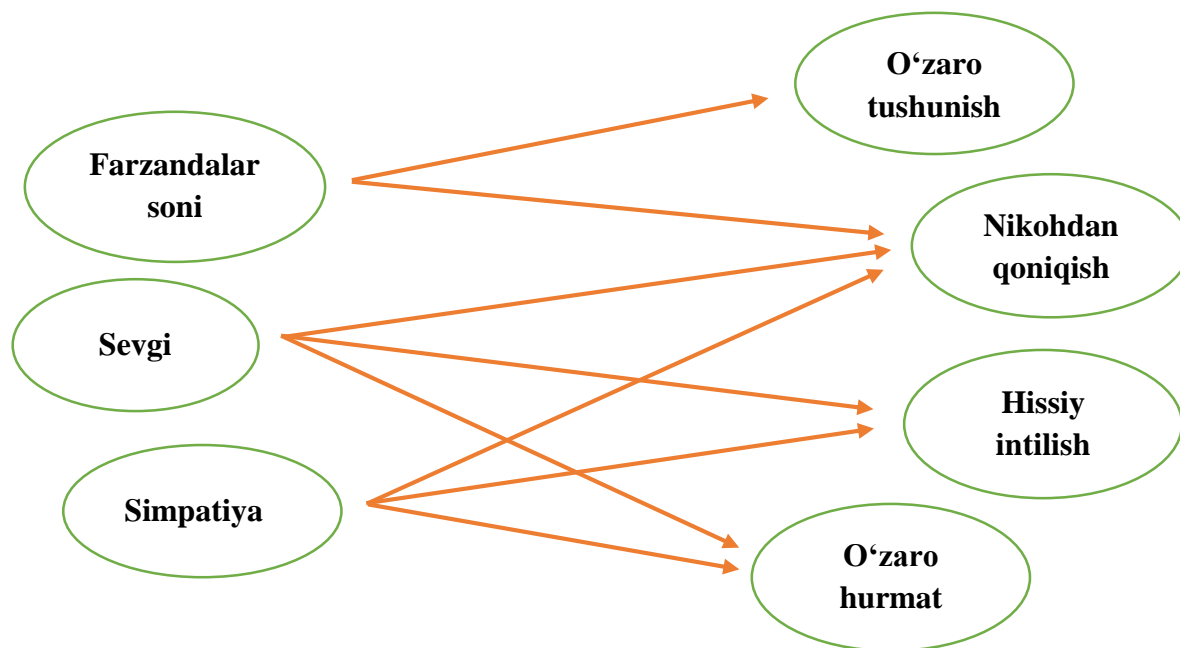 Farzandalar
soni
Sevgi
Simpatiya
O‘zaro
tushunish
Nikohdan
qoniqish
Hissiy
intilish
O‘zaro
hurmat